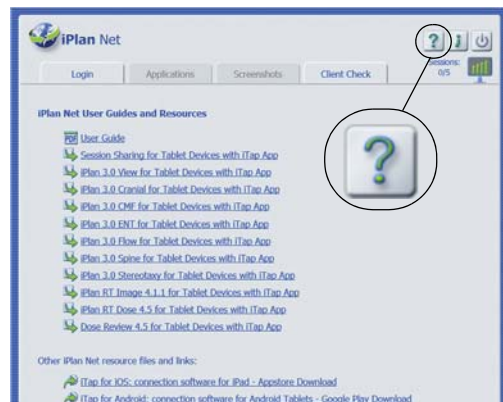 iPlan Net
? i
Login Applications Screenshots Client Check
Sessions:
0/5
iPlan Net User Guides and Resources
PDF User Guide
Session Sharing for Tablet Devices with iTap App
iPlan 3.0 View for Tablet Devices with iTap App
iPlan 3.0 Cranial for Tablet Devices with iTap App
iPlan 3.0 CMF for Tablet Devices with iTap App
iPlan 3.0 ENT for Tablet Devices with iTap App
iPlan 3.0 Flow for Tablet Devices with iTap App
iPlan 3.0 Spine for Tablet Devices with iTap App
iPlan 3.0 Stereotaxy for Tablet Devices with iTap App
iPlan RT Image 4.1.1 for Tablet Devices with iTap App
iPlan RT Dose 4.5 for Tablet Devices with iTap App
Dose Review 4.5 for Tablet Devices with iTap App
?
Other iPlan Net resource files and links:
iTap for iOS: connection software for iPad - Appstore Download
iTap for Android: connection software for Android Tablets - Google Play Download